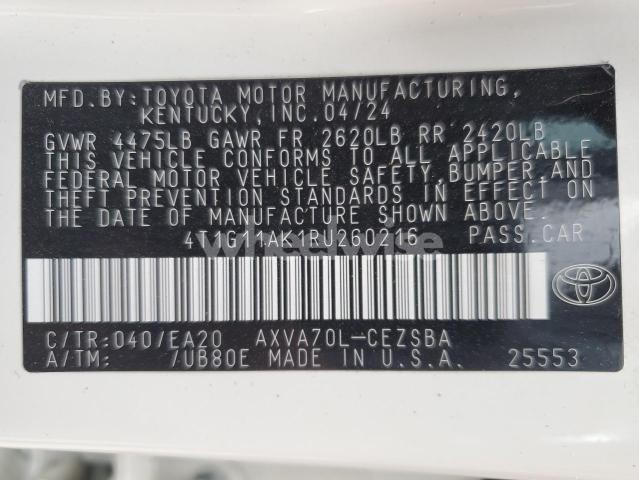 MFD. BY: TOYOTA MOTOR MANUFACTURING,
KENTUCKY, INC. 04/24
GVWR 4475LB GAWR FR 2620LB RR 2420LB
THIS VEHICLE CONFORMS TO ALL APPLICABLE
FEDERAL MOTOR VEHICLE SAFETY, BUMPER, AND
THEFT PREVENTION STANDARDS IN EFFECT ON
THE DATE OF MANUFACTURE SHOWN ABOVE.
4T1G11AK1RU260216 PASS. CAR
wheelwise
C/TR: 040/EA20 AXVA70L-CEZSBA
A/TM: /UB80E MADE IN U.S.A. 25553